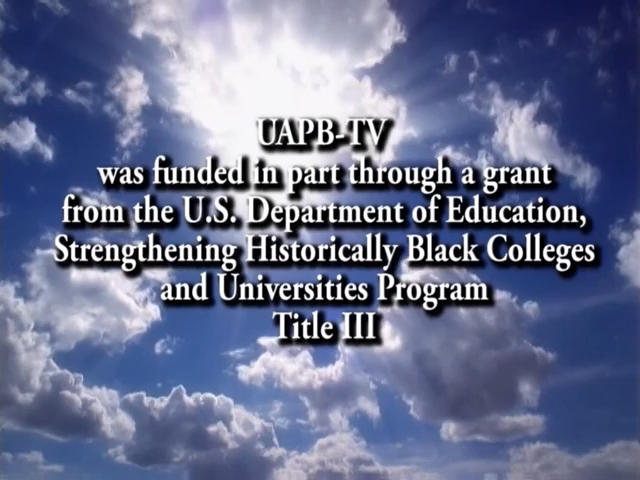 UAPB-TV
was funded in part through a grant
from the U.S. Department of Education,
Strengthening Historically Black Colleges
and Universities Program
Title III